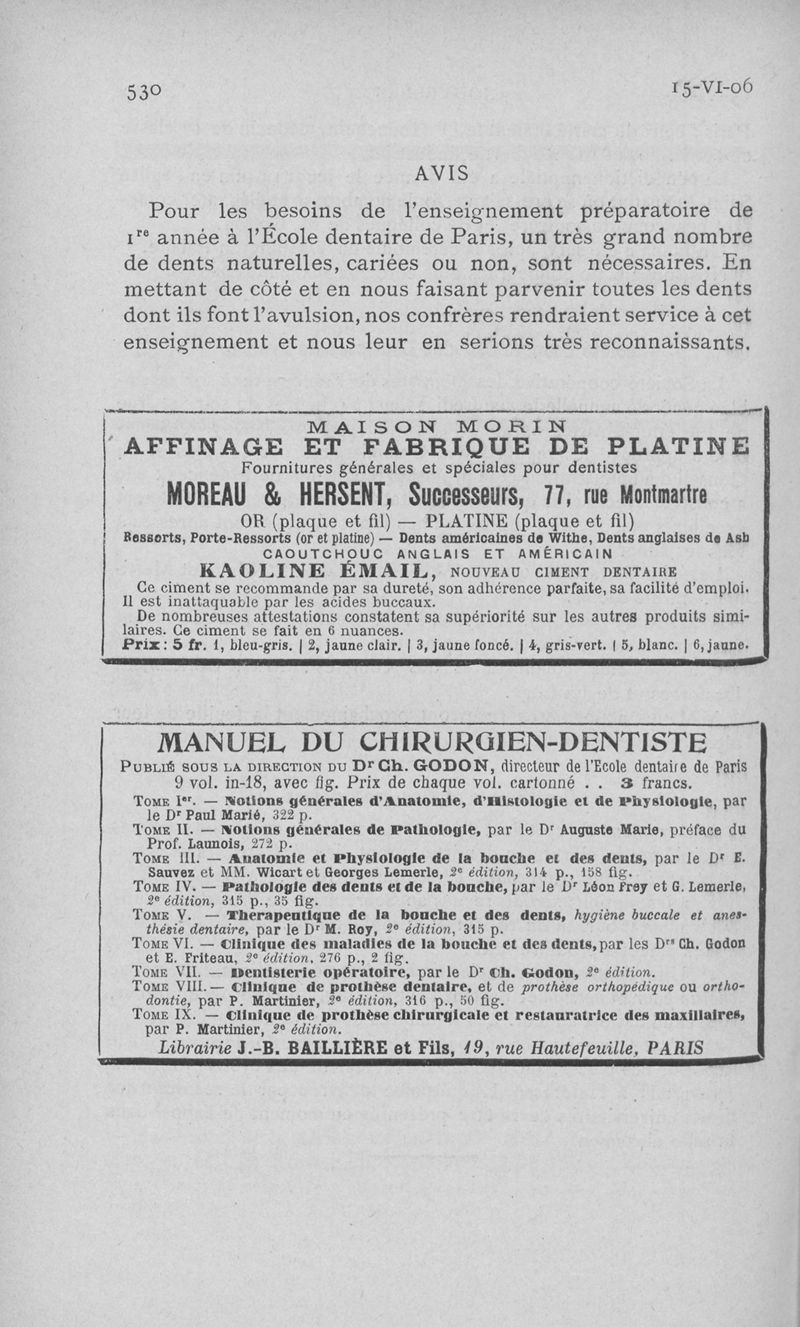 530
15-VI-06
AVIS
Pour les besoins de l'enseignement préparatoire de
1re année à l'École dentaire de Paris, un très grand nombre
de dents naturelles, cariées ou non, sont nécessaires. En
mettant de côté et en nous faisant parvenir toutes les dents
dont ils font l'avulsion, nos confrères rendraient service à cet
enseignement et nous leur en serions très reconnaissants.
MAISON MORIN
AFFINAGE ET FABRIQUE DE PLATINE
Fournitures générales et spéciales pour dentistes
MOREAU & HERSENT, Successeurs, 77, rue Montmartre
OR (plaque et fil) — PLATINE (plaque et fil)
Ressorts, Porte-Ressorts (or et platine) — Dents américaines de Withe, Dents anglaises de Ash
CAOUTCHOUC ANGLAIS ET AMÉRICAIN
KAOLINE ÉMAIL, NOUVEAU CIMENT DENTAIRE
Ce ciment se recommande par sa dureté, son adhérence parfaite, sa facilité d'emploi.
Il est inattaquable par les acides buccaux.
De nombreuses attestations constatent sa supériorité sur les autres produits simi-
laires. Ce ciment se fait en 6 nuances.
Prix : 5 fr. 1, bleu-gris. | 2, jaune clair. | 3, jaune foncé. | 4, gris-vert. | 5, blanc. | 6, jaune.
MANUEL DU CHIRURGIEN-DENTISTE
PUBLIÉ SOUS LA DIRECTION DU Dr Ch. GODON, directeur de l'Ecole dentaire de Paris
9 vol. in-18, avec fig. Prix de chaque vol. cartonné . . 3 francs.
TOME Ier. — Notions générales d'Anatomie, d'Histologie et de Physiologie, par
le Dr Paul Marié, 322 p.
TOME II. — Notions générales de Pathologie, par le Dr Auguste Marie, préface du
Prof. Launois, 272 p.
TOME III. — Anatomie et Physiologie de la bouche et des dents, par le Dr E.
Sauvez et MM. Wicart et Georges Lemerle, 2e édition, 314 p., 158 fig.
TOME IV. — Pathologie des dents et de la bouche, par le Dr Léon Frey et G. Lemerle,
2e édition, 315 p., 35 fig.
TOME V. — Thérapeutique de la bouche et des dents, hygiène buccale et anes-
thésie dentaire, par le Dr M. Roy, 2e édition, 315 p.
TOME VI. — Clinique des maladies de la bouche et des dents, par les Drs Ch. Godon
et E. Friteau, 2e édition, 276 p., 2 fig.
TOME VII. — Dentisterie opératoire, par le Dr Ch. Godon, 2e édition.
TOME VIII. — Clinique de prothèse dentaire, et de prothèse orthopédique ou ortho-
dontie, par P. Martinier, 2e édition, 316 p., 50 fig.
TOME IX. — Clinique de prothèse chirurgicale et restauratrice des maxillaires,
par P. Martinier, 2e édition.
Librairie J.-B. BAILLIÈRE et Fils, 19, rue Hautefeuille, PARIS